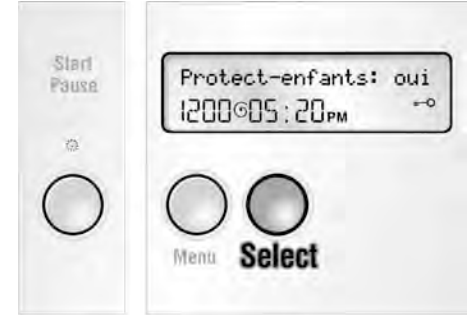 Start
Pause
Protect-enfants: oui
1200 05:20PM
Menu
Select